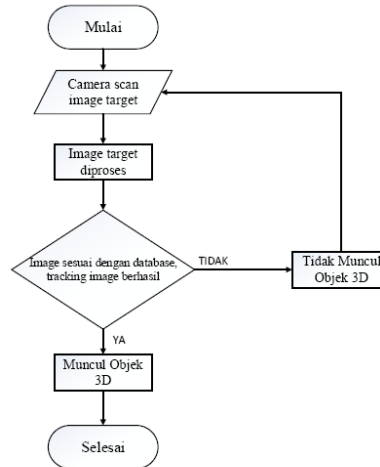 Mulai
Camera scan
image target
Image target
diproses
Image sesuai dengan database,
tracking image berhasil
TIDAK
Tidak Muncul
Objek 3D
YA
Muncul Objek
3D
Selesai